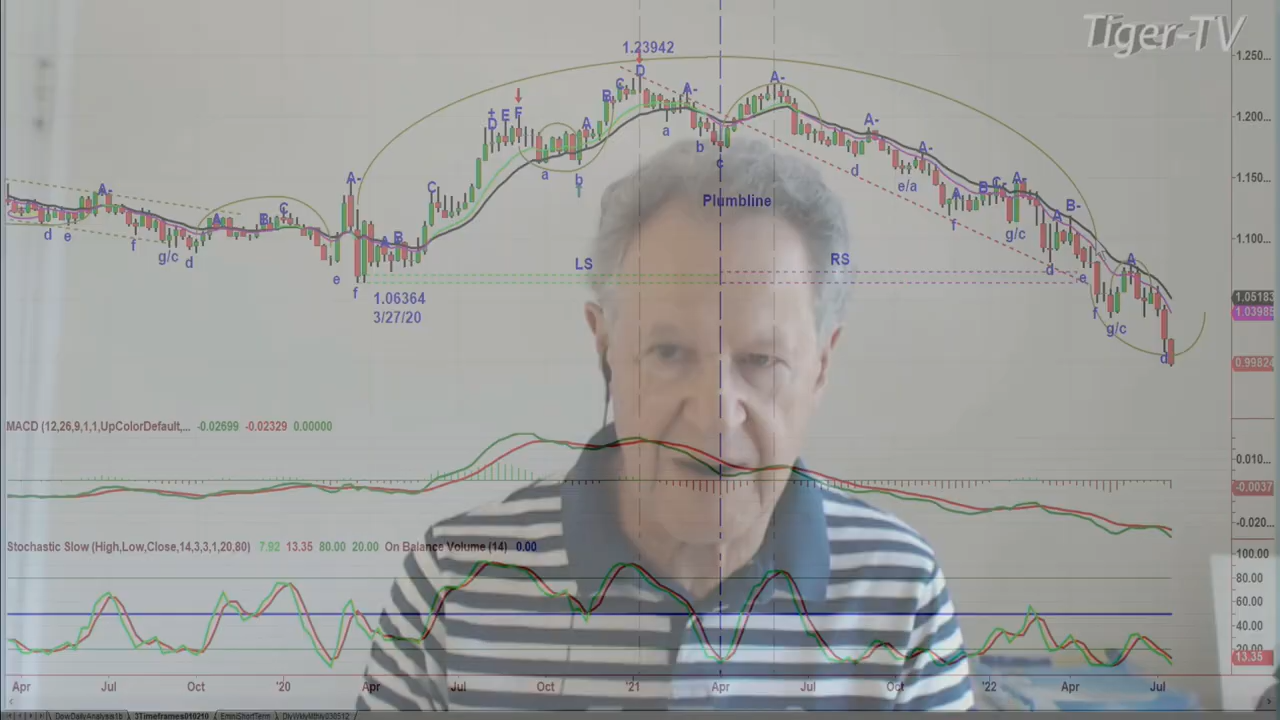 Tiger-TV
1.23942
D
C
B
A-
A-
1.250...
± D E F
A
A-
A-
1.200...
a
b
c
a
b
d
e/a
A-
C
Plumbline
A-
A-
A
B
C
A-
1.150...
A
B
C
f
g/c
A
B-
d e
f
g/c
d
A
B
1.100...
LS
RS
A
e
f
d
e
1.06364
3/27/20
f
g/c
1.05183
1.03985
d
0.99824
MACD (12,26,9,1,1,UpColorDefault,... -0.02699 -0.02329 0.00000
0.010...
-0.0037
-0.020...
Stochastic Slow (High,Low,Close,14,3,3,1,20,80) 7.92 13.35 80.00 20.00 On Balance Volume (14) 0.00
100.00
80.00
60.00
40.00
20.00
13.35
Apr Jul Oct '20 Apr Jul Oct '21 Apr Jul Oct '22 Apr Jul
DowDailyAnalysis1b 3Timeframes010210 EminiShortTerm DlyWklyMthly030512